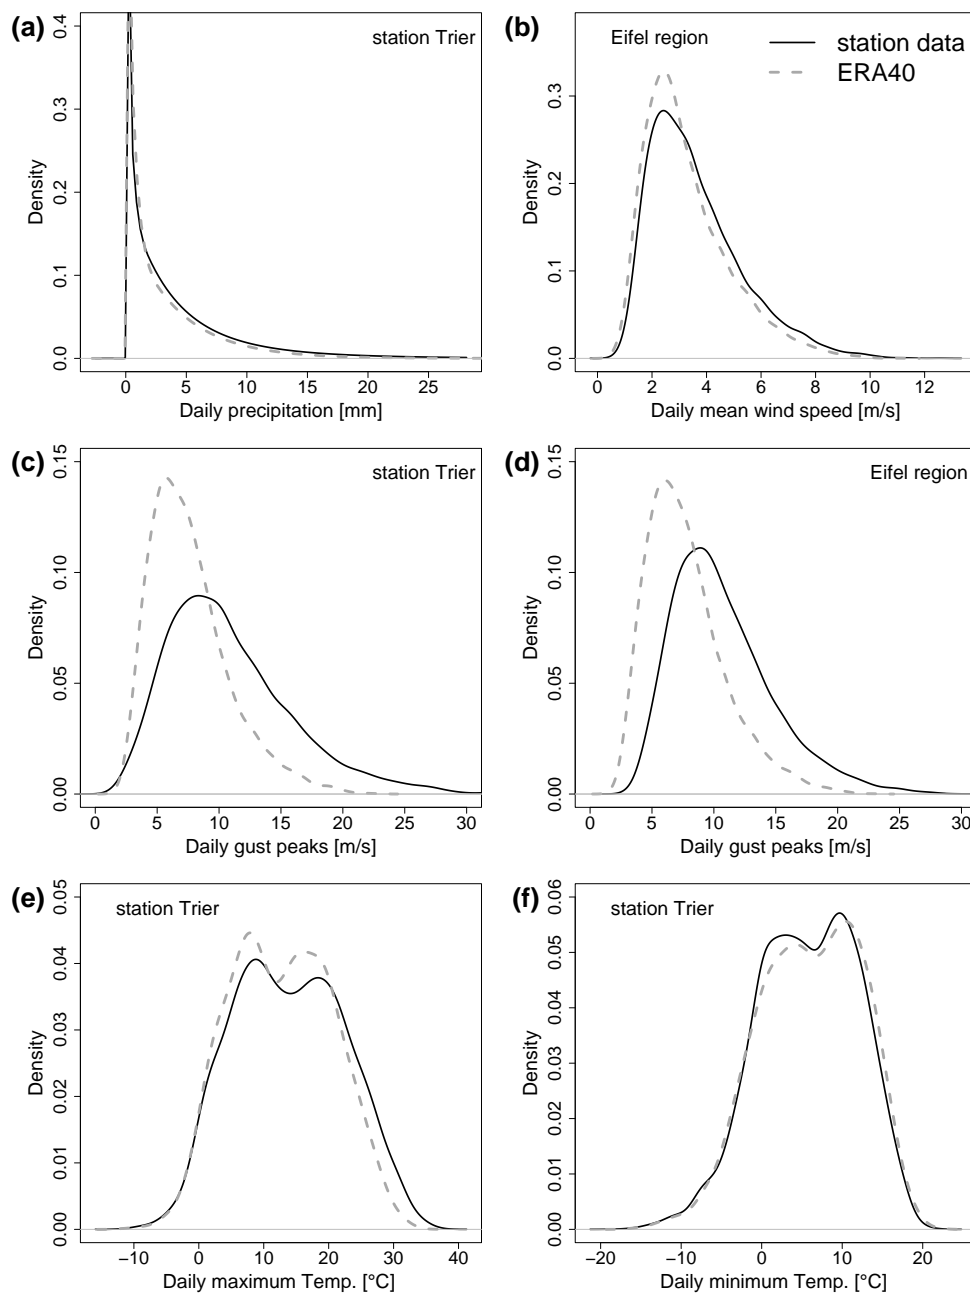 (a)
station Trier
Density
0.0 0.1 0.2 0.3 0.4
0 5 10 15 20 25
Daily precipitation [mm]
(b)
Eifel region
station data
ERA40
Density
0.0 0.1 0.2 0.3
0 2 4 6 8 10 12
Daily mean wind speed [m/s]
(c)
station Trier
Density
0.00 0.05 0.10 0.15
0 5 10 15 20 25 30
Daily gust peaks [m/s]
(d)
Eifel region
Density
0.00 0.05 0.10 0.15
0 5 10 15 20 25 30
Daily gust peaks [m/s]
(e)
station Trier
Density
0.00 0.01 0.02 0.03 0.04 0.05
−10 0 10 20 30 40
Daily maximum Temp. [°C]
(f)
station Trier
Density
0.00 0.01 0.02 0.03 0.04 0.05 0.06
−20 −10 0 10 20
Daily minimum Temp. [°C]